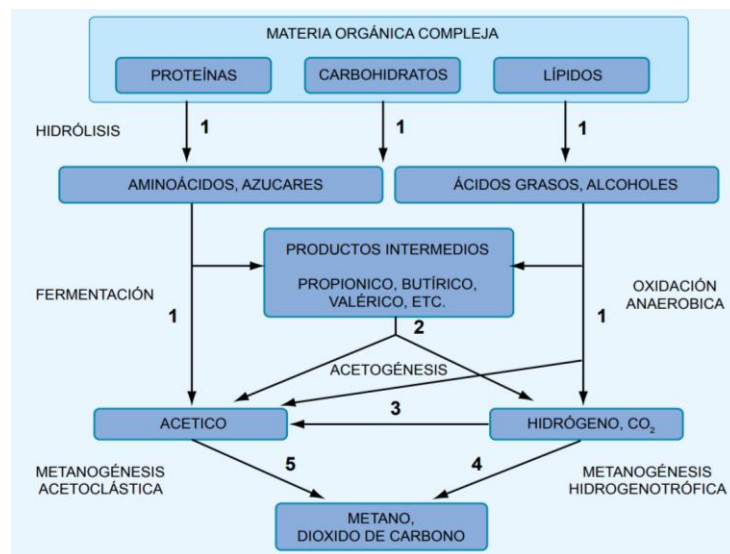 MATERIA ORGÁNICA COMPLEJA
PROTEÍNAS
CARBOHIDRATOS
LÍPIDOS
HIDRÓLISIS
1
1
1
AMINOÁCIDOS, AZUCARES
ÁCIDOS GRASOS, ALCOHOLES
PRODUCTOS INTERMEDIOS
PROPIONICO, BUTÍRICO,
VALÉRICO, ETC.
FERMENTACIÓN
1
1
OXIDACIÓN
ANAEROBICA
2
ACETOGÉNESIS
ACETICO
3
HIDRÓGENO, CO₂
METANOGÉNESIS
ACETOCLÁSTICA
5
4
METANOGÉNESIS
HIDROGENOTRÓFICA
METANO,
DIOXIDO DE CARBONO